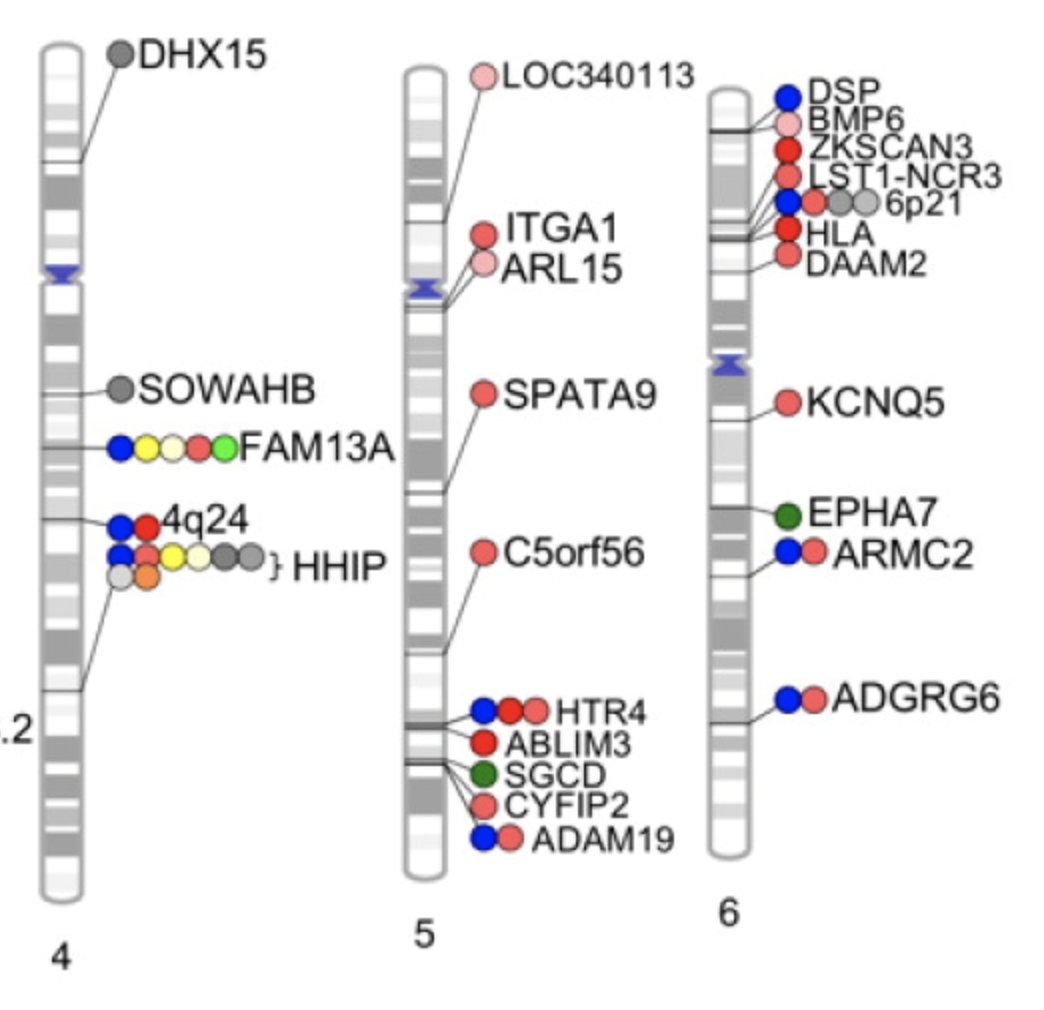 DHX15
SOWAHB
FAM13A
4q24
} HHIP
.2
4
LOC340113
ITGA1
ARL15
SPATA9
C5orf56
HTR4
ABLIM3
SGCD
CYFIP2
ADAM19
5
DSP
BMP6
ZKSCAN3
LST1-NCR3
6p21
HLA
DAAM2
KCNQ5
EPHA7
ARMC2
ADGRG6
6